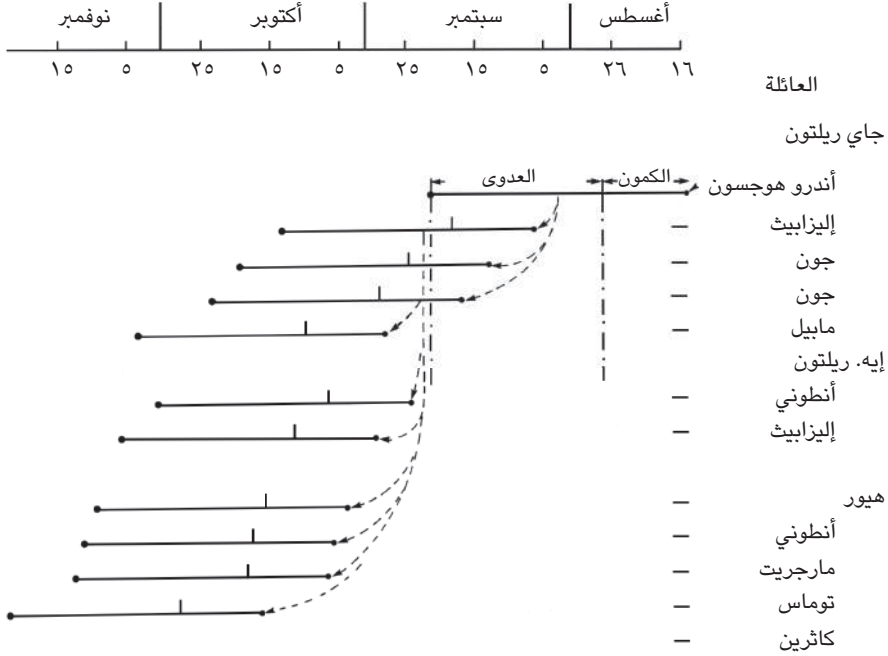 أغسطس سبتمبر أكتوبر نوفمبر
١٦ ٢٦ ٥ ١٥ ٢٥ ٥ ١٥ ٢٥ ٥ ١٥
العائلة
جاي ريلتون
أندرو هوجسون الكمون العدوى
إليزابيث
جون
جون
مابيل
إيه. ريلتون
أنطوني
إليزابيث
هيور
أنطوني
مارجريت
توماس
كاثرين